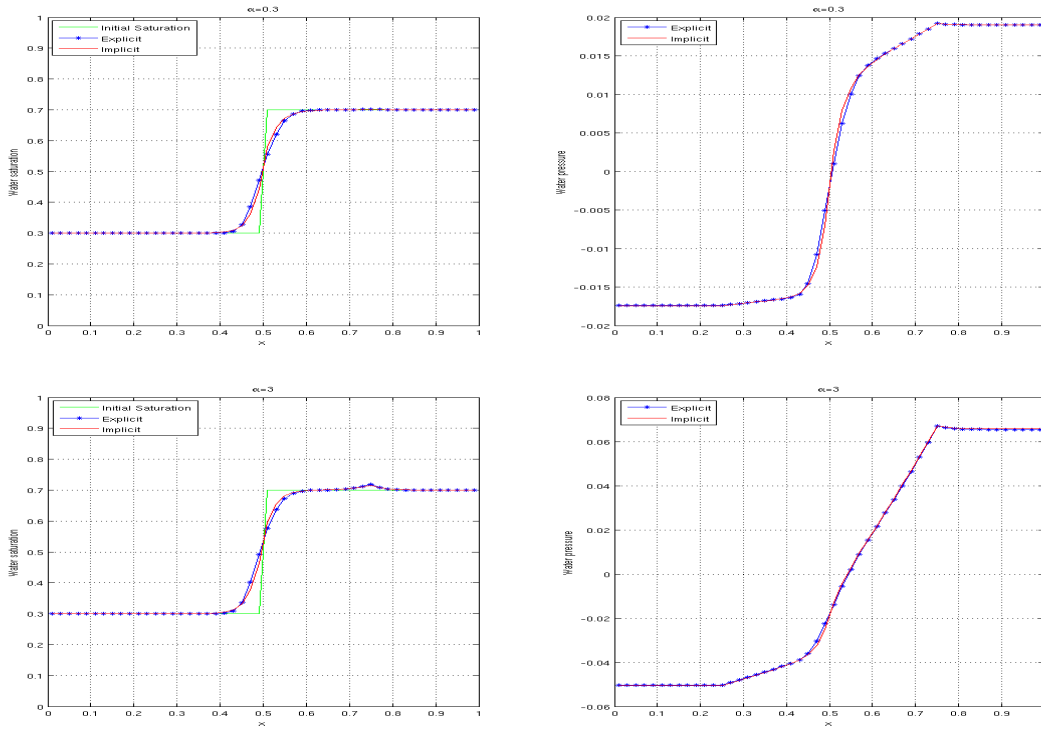 α=0.3
Initial Saturation
Explicit
Implicit
Water saturation
1
0.9
0.8
0.7
0.6
0.5
0.4
0.3
0.2
0.1
0
0 0.1 0.2 0.3 0.4 0.5 0.6 0.7 0.8 0.9 1
X
α=0.3
Explicit
Implicit
Water pressure
0.02
0.015
0.01
0.005
0
−0.005
−0.01
−0.015
−0.02
0 0.1 0.2 0.3 0.4 0.5 0.6 0.7 0.8 0.9
X
α=3
Initial Saturation
Explicit
Implicit
Water saturation
1
0.9
0.8
0.7
0.6
0.5
0.4
0.3
0.2
0.1
0
0 0.1 0.2 0.3 0.4 0.5 0.6 0.7 0.8 0.9 1
X
α=3
Explicit
Implicit
Water pressure
0.08
0.06
0.04
0.02
0
−0.02
−0.04
−0.06
0 0.1 0.2 0.3 0.4 0.5 0.6 0.7 0.8 0.9
X